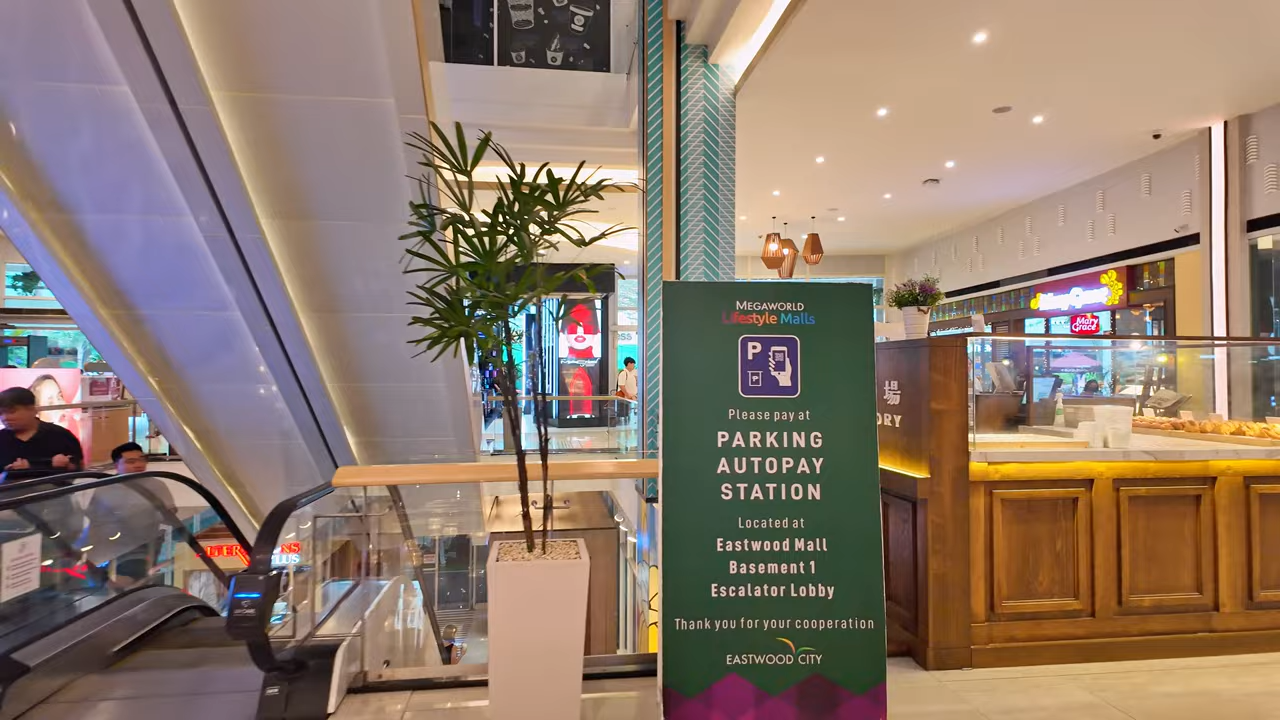 MEGAWORLD
Lifestyle Malls
P
Please pay at
PARKING
AUTOPAY
STATION
Located at
Eastwood Mall
Basement 1
Escalator Lobby
Thank you for your cooperation
EASTWOOD CITY
Mary
Grace
場
ORY